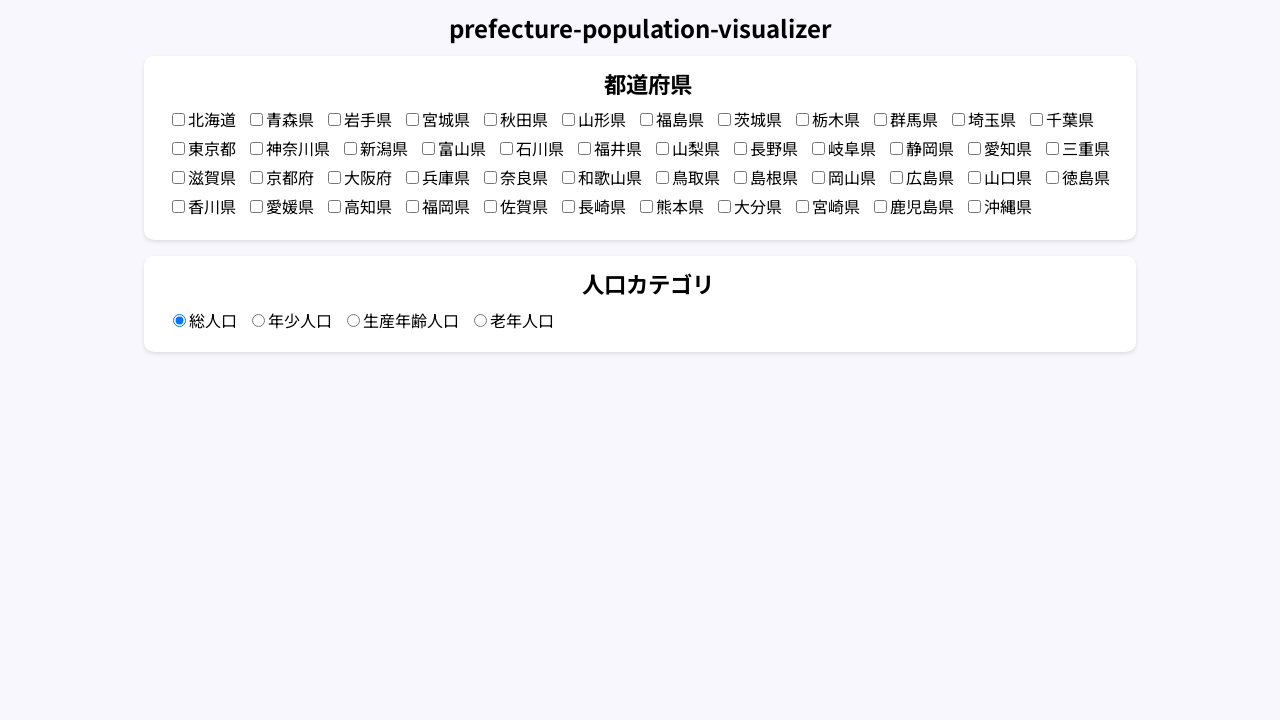 prefecture-population-visualizer
都道府県
北海道 青森県 岩手県 宮城県 秋田県 山形県 福島県 茨城県 栃木県 群馬県 埼玉県 千葉県
東京都 神奈川県 新潟県 富山県 石川県 福井県 山梨県 長野県 岐阜県 静岡県 愛知県 三重県
滋賀県 京都府 大阪府 兵庫県 奈良県 和歌山県 鳥取県 島根県 岡山県 広島県 山口県 徳島県
香川県 愛媛県 高知県 福岡県 佐賀県 長崎県 熊本県 大分県 宮崎県 鹿児島県 沖縄県
人口カテゴリ
総人口 年少人口 生産年齢人口 老年人口